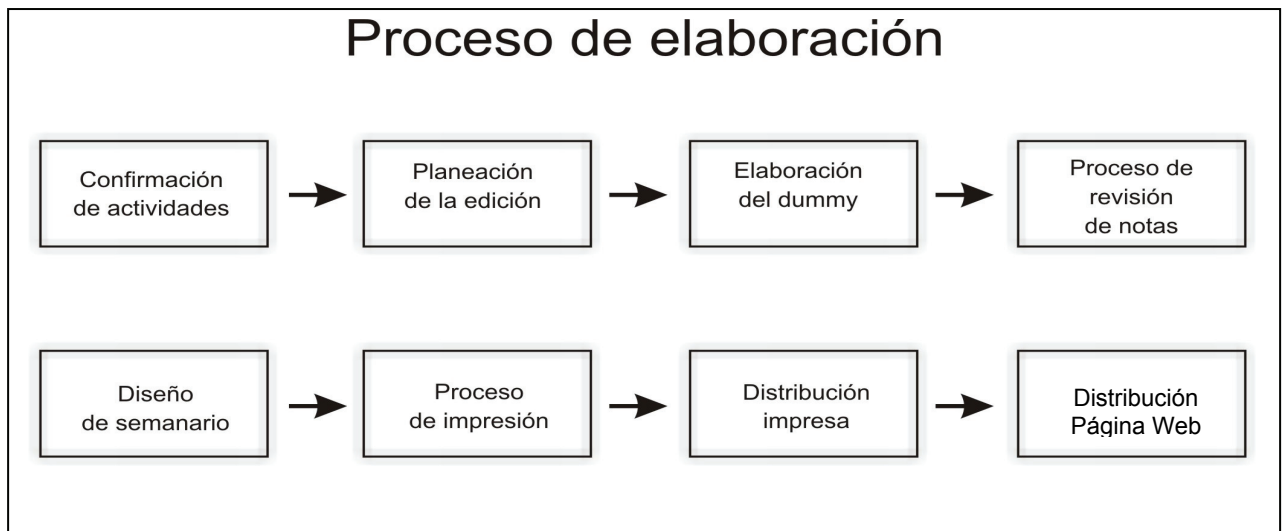 Proceso de elaboración
Confirmación
de actividades
Planeación
de la edición
Elaboración
del dummy
Proceso de
revisión
de notas
Diseño
de semanario
Proceso
de impresión
Distribución
impresa
Distribución
Página Web